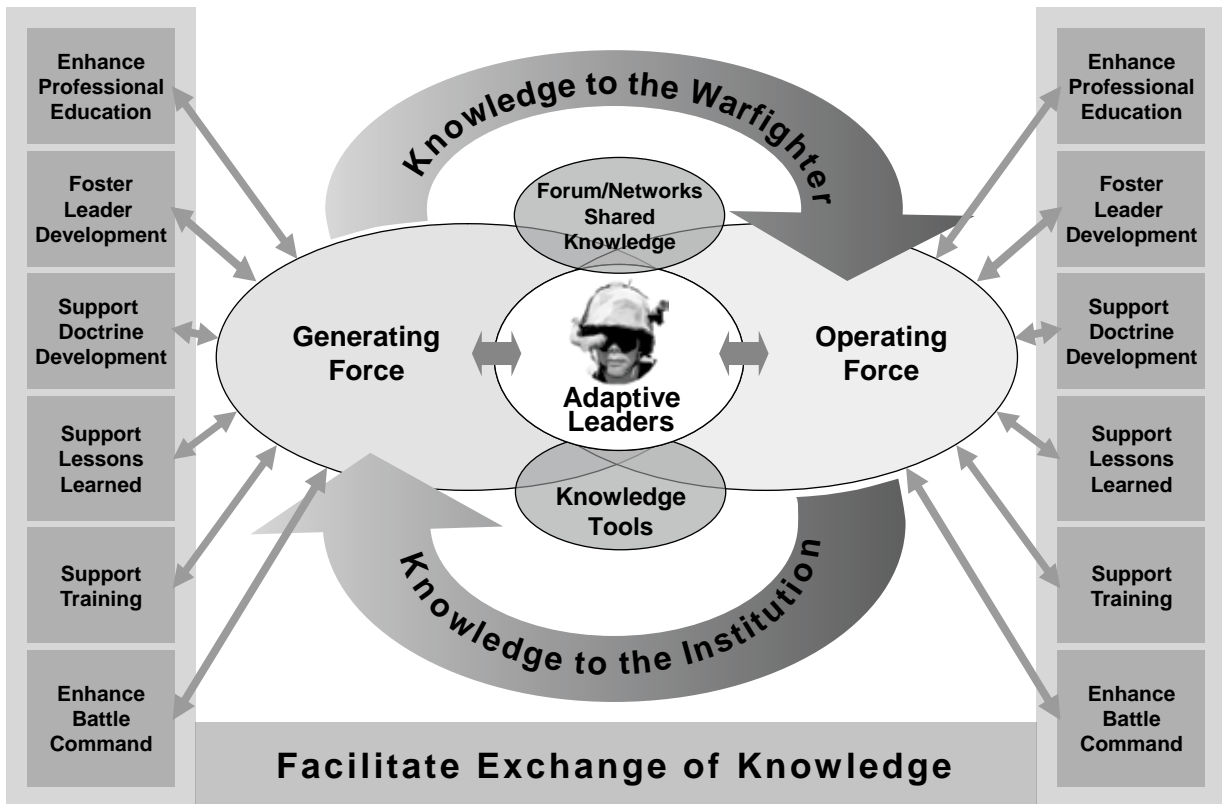 Enhance
Professional
Education
Foster
Leader
Development
Support
Doctrine
Development
Support
Lessons
Learned
Support
Training
Enhance
Battle
Command
Knowledge to the Warfighter
Forum/Networks
Shared
Knowledge
Generating
Force
Adaptive
Leaders
Operating
Force
Knowledge
Tools
Knowledge to the Institution
Enhance
Professional
Education
Foster
Leader
Development
Support
Doctrine
Development
Support
Lessons
Learned
Support
Training
Enhance
Battle
Command
Facilitate Exchange of Knowledge